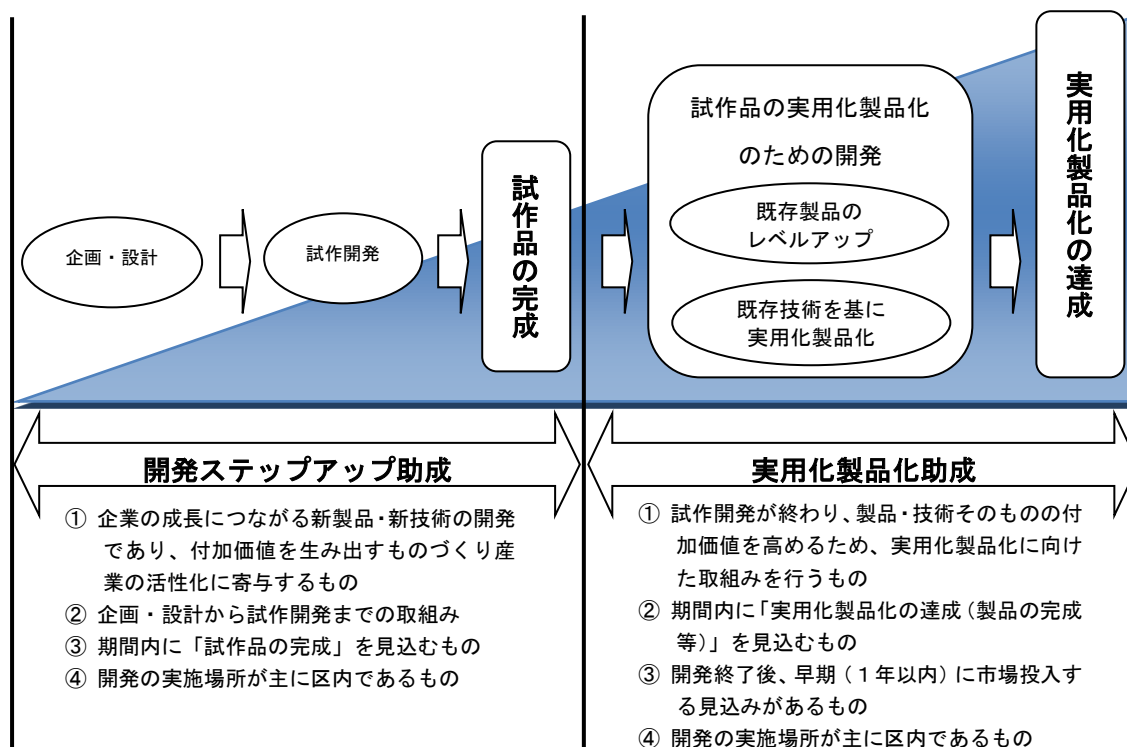 企画・設計
試作開発
試作品の完成
試作品の実用化製品化
のための開発
既存製品の
レベルアップ
既存技術を基に
実用化製品化
実用化製品化の達成
開発ステップアップ助成
① 企業の成長につながる新製品・新技術の開発
であり、付加価値を生み出すものづくり産
業の活性化に寄与するもの
② 企画・設計から試作開発までの取組み
③ 期間内に「試作品の完成」を見込むもの
④ 開発の実施場所が主に区内であるもの
実用化製品化助成
① 試作開発が終わり、製品・技術そのものの付
加価値を高めるため、実用化製品化に向け
た取組みを行うもの
② 期間内に「実用化製品化の達成(製品の完成
等)」を見込むもの
③ 開発終了後、早期(1年以内)に市場投入す
る見込みがあるもの
④ 開発の実施場所が主に区内であるもの